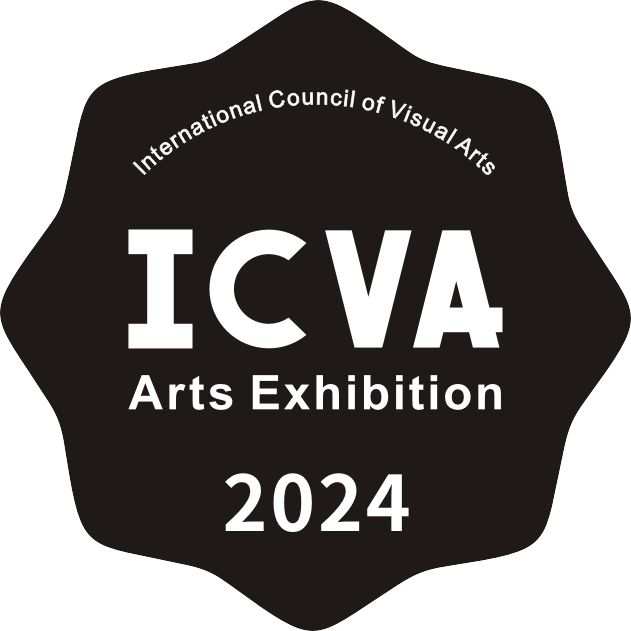 International Council of Visual Arts
ICVA
Arts Exhibition
2024